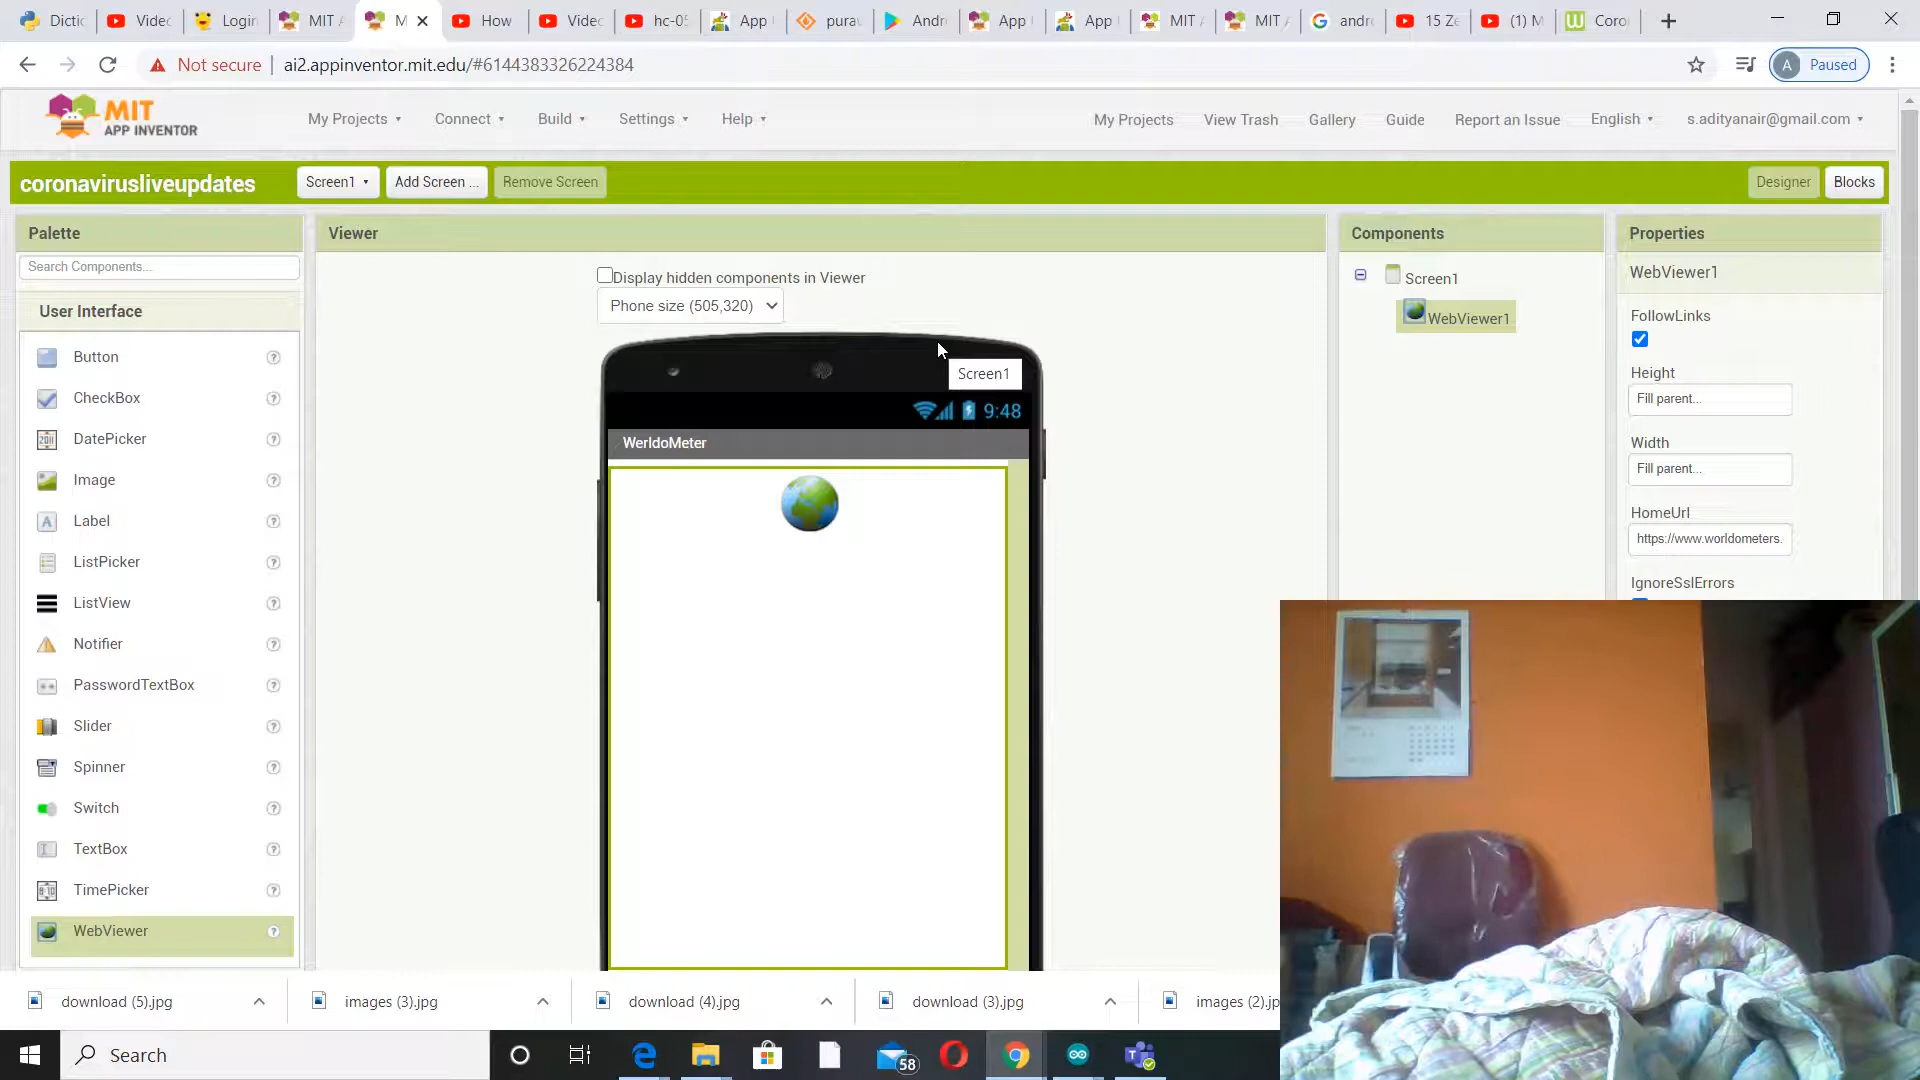 Dictio
Videc
Login
MIT A
M
How
Videc
hc-05
App
purau
Andr
App
App
MIT A
MIT A
andr
15 Ze
(1) M
Coro
Not secure
ai2.appinventor.mit.edu/#6144383326224384
A Paused
MIT
APP INVENTOR
My Projects
Connect
Build
Settings
Help
My Projects
View Trash
Gallery
Guide
Report an Issue
English
s.adityanair@gmail.com
coronavirusliveupdates
Screen1
Add Screen ...
Remove Screen
Designer
Blocks
Palette
Viewer
Components
Properties
Search Components...
User Interface
Button
CheckBox
DatePicker
Image
Label
ListPicker
ListView
Notifier
PasswordTextBox
Slider
Spinner
Switch
TextBox
TimePicker
WebViewer
Display hidden components in Viewer
Phone size (505,320)
Screen1
9:48
WerldoMeter
Screen1
WebViewer1
WebViewer1
FollowLinks
Height
Fill parent...
Width
Fill parent...
HomeUrl
https://www.worldometers.
IgnoreSslErrors
download (5).jpg
images (3).jpg
download (4).jpg
download (3).jpg
images (2).jp
Search
58